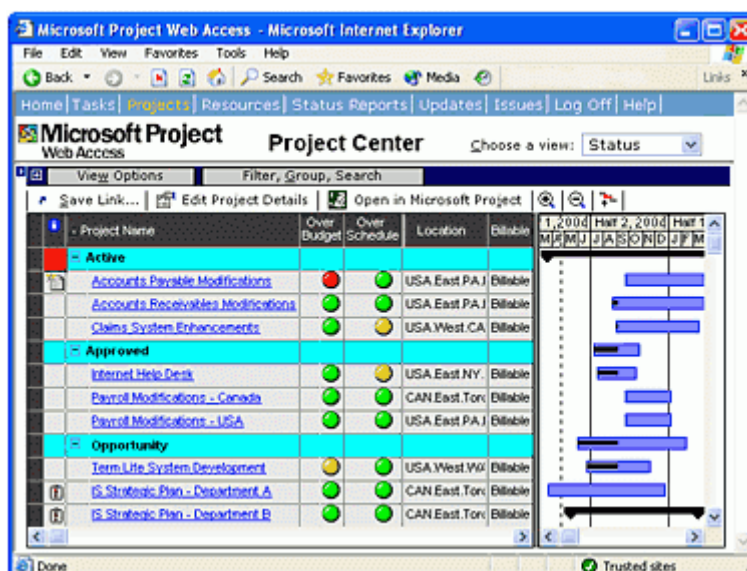 Microsoft Project Web Access - Microsoft Internet Explorer
File Edit View Favorites Tools Help
Back Search Favorites Media Links
Home| Tasks| Projects| Resources| Status Reports| Updates| Issues| Log Off| Help|
Microsoft Project Web Access Project Center Choose a view: Status
View Options Filter, Group, Search
Save Link... | Edit Project Details | Open in Microsoft Project
Project Name Over Budget Over Schedule Location Billable 1, 2004 Half 2, 2004 Half 1
M A M J J A S O N D J F M
Active
Accounts Payable Modifications USA.East.PA. Billable
Accounts Receivables Modifications USA.East.PA. Billable
Claims System Enhancements USA.West.CA Billable
Approved
Internet Help Desk USA.East.NY. Billable
Payroll Modifications - Canada CAN.East.Toro Billable
Payroll Modifications - USA USA.East.PA. Billable
Opportunity
Term Life System Development USA.West.WA Billable
IS Strategic Plan - Department A CAN.East.Toro Billable
IS Strategic Plan - Department B CAN.East.Toro Billable
Done Trusted sites